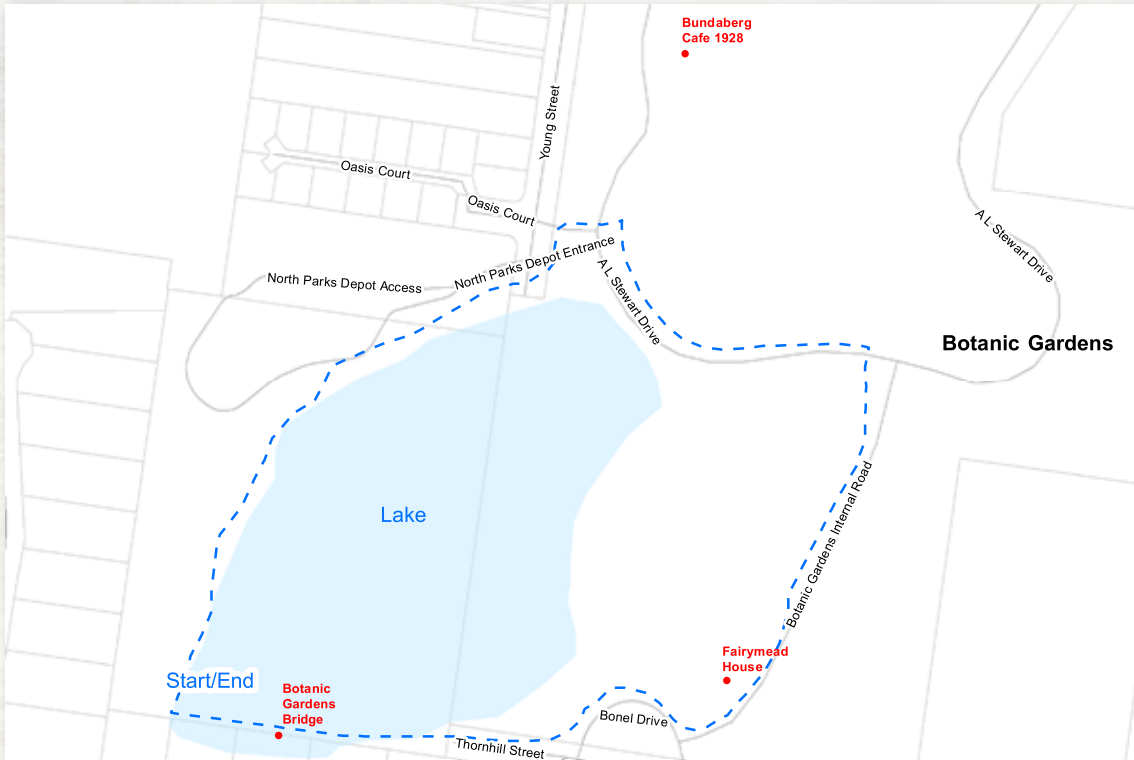 Bundaberg
Cafe 1928
Young Street
Oasis Court
Oasis Court
A L Stewart Drive
North Parks Depot Entrance
North Parks Depot Access
A L Stewart Drive
Botanic Gardens
Lake
Botanic Gardens Internal Road
Fairymead
House
Start/End
Botanic
Gardens
Bridge
Bonel Drive
Thornhill Street